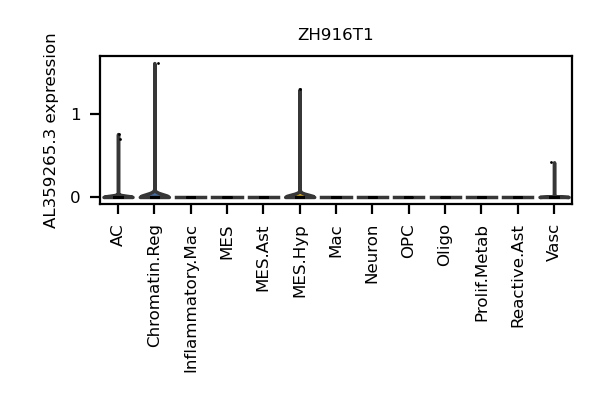 ZH916T1
AL359265.3 expression
1
0
AC
Chromatin.Reg
Inflammatory.Mac
MES
MES.Ast
MES.Hyp
Mac
Neuron
OPC
Oligo
Prolif.Metab
Reactive.Ast
Vasc